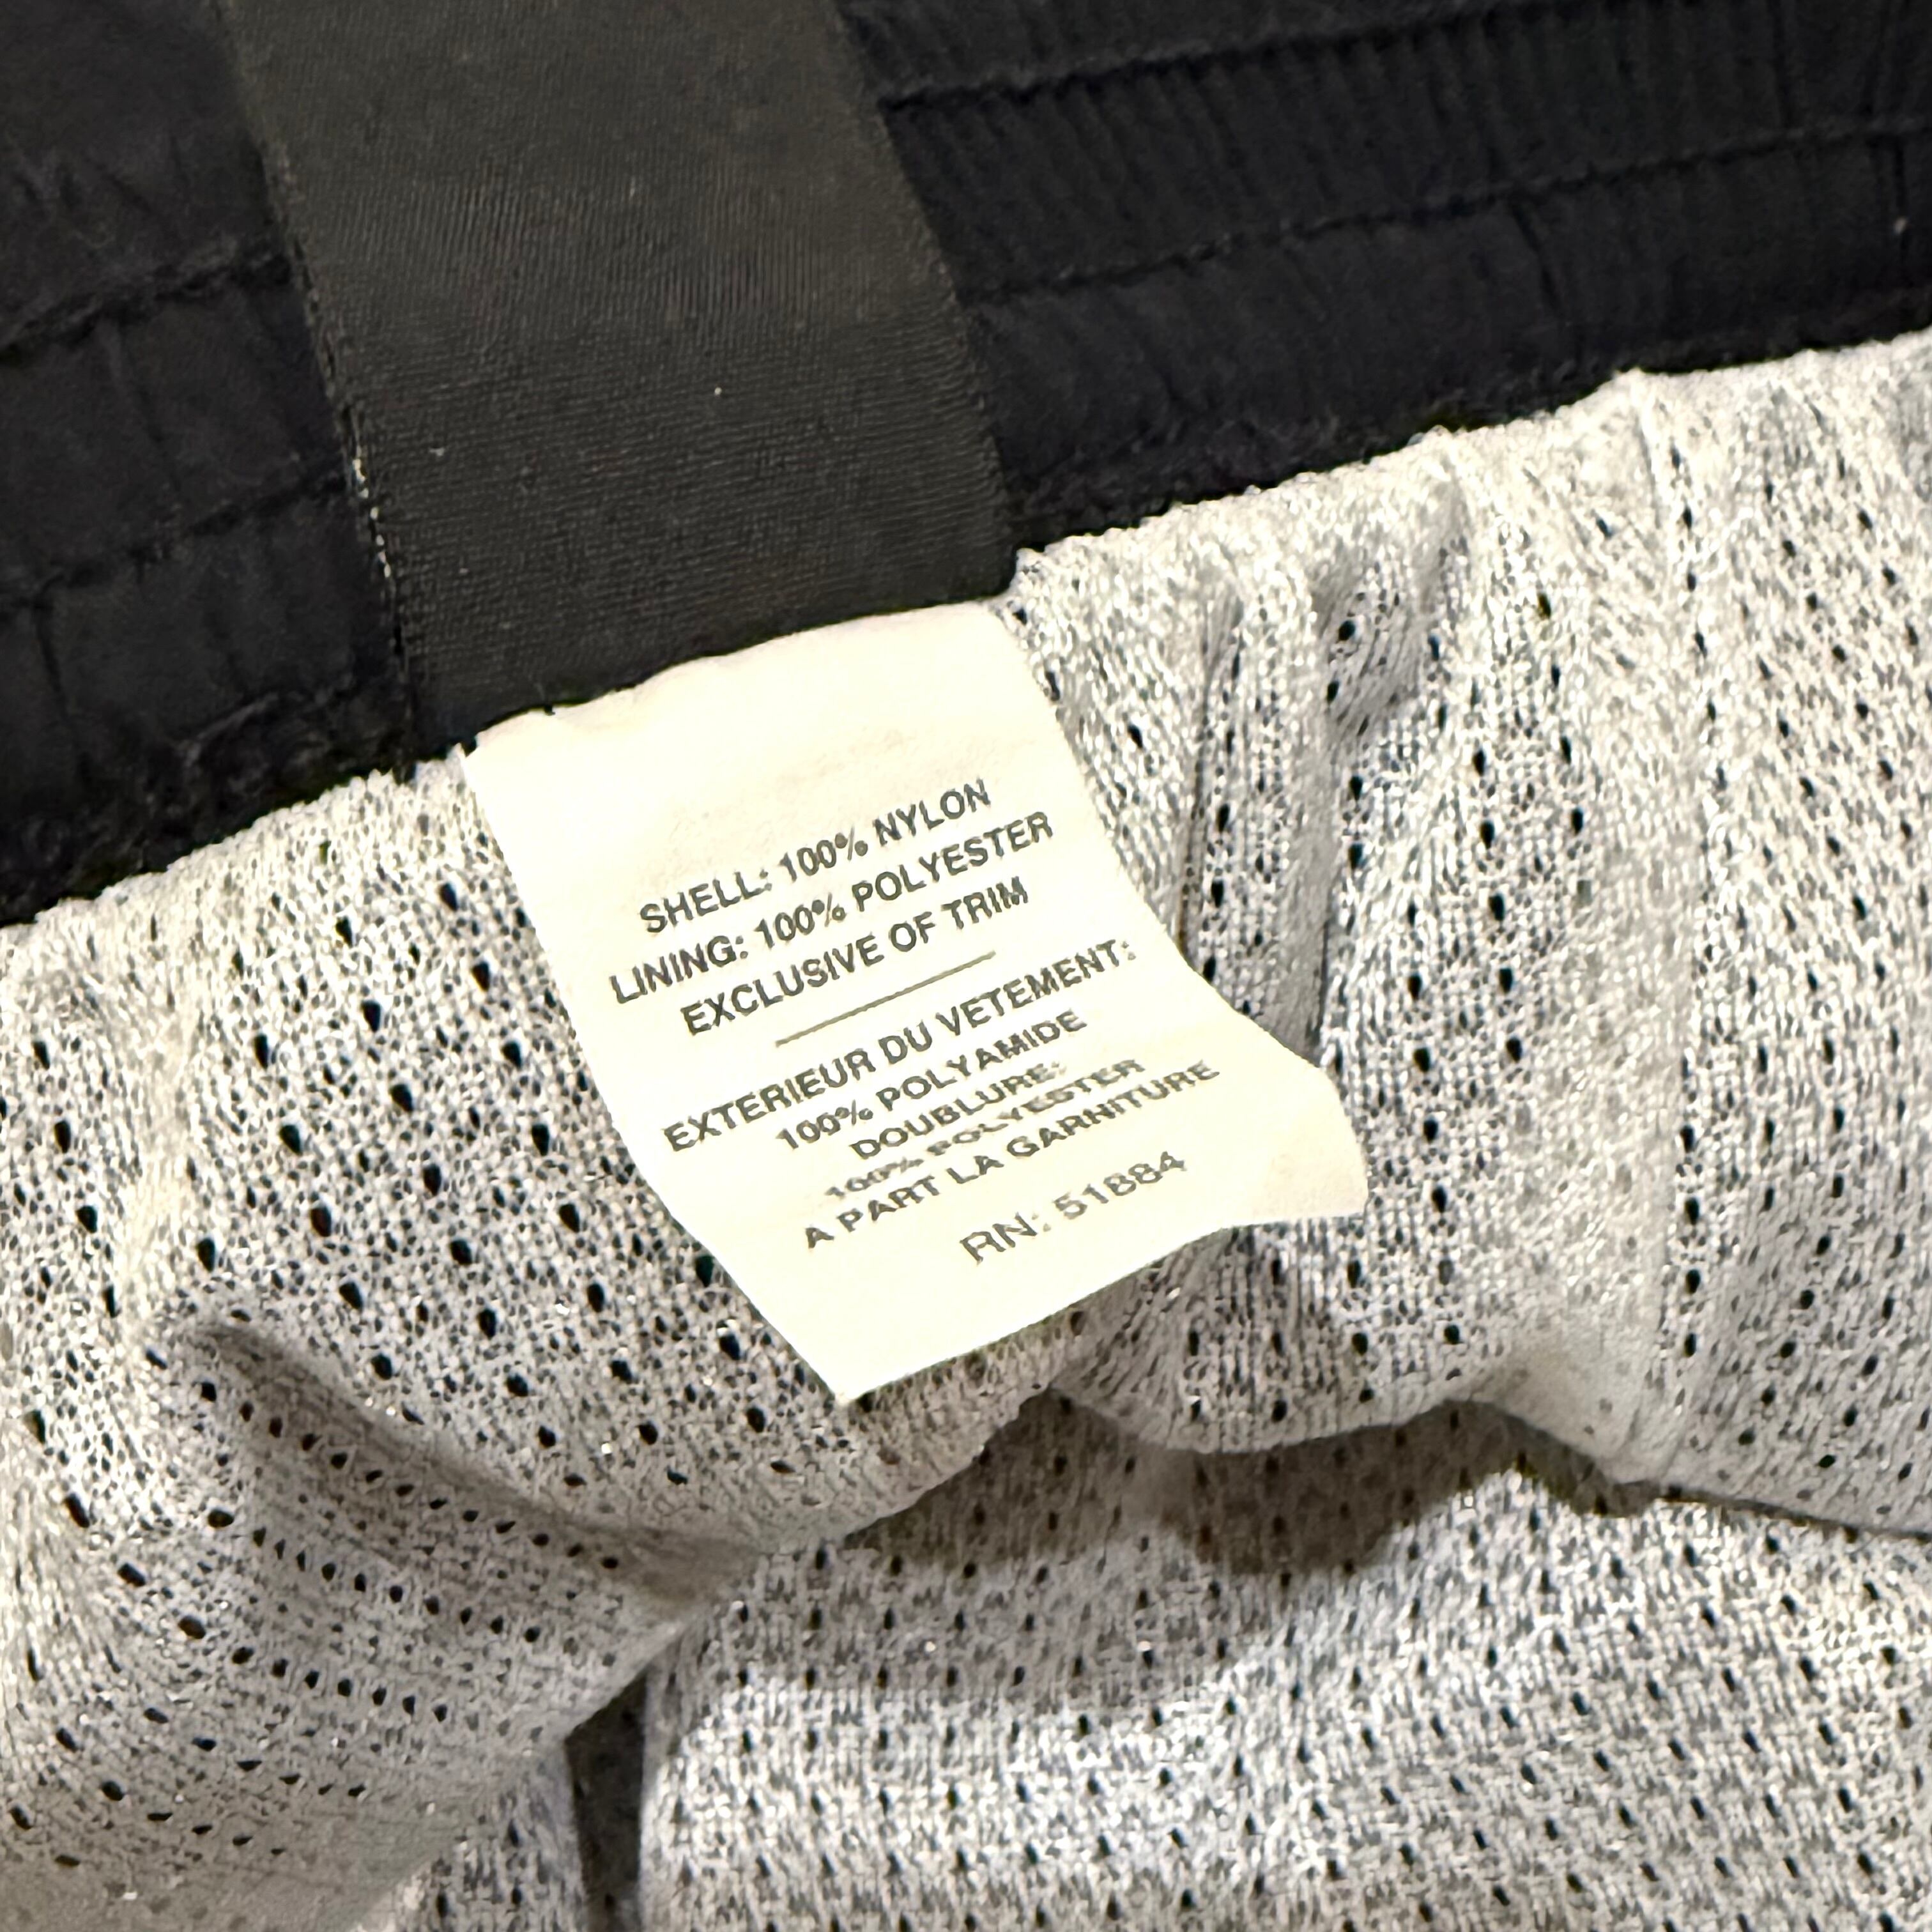 SHELL: 100% NYLON
LINING: 100% POLYESTER
EXCLUSIVE OF TRIM
EXTERIEUR DU VETEMENT:
100% POLYAMIDE
DOUBLURE:
100% POLYESTER
A PART LA GARNITURE
RN: 51884